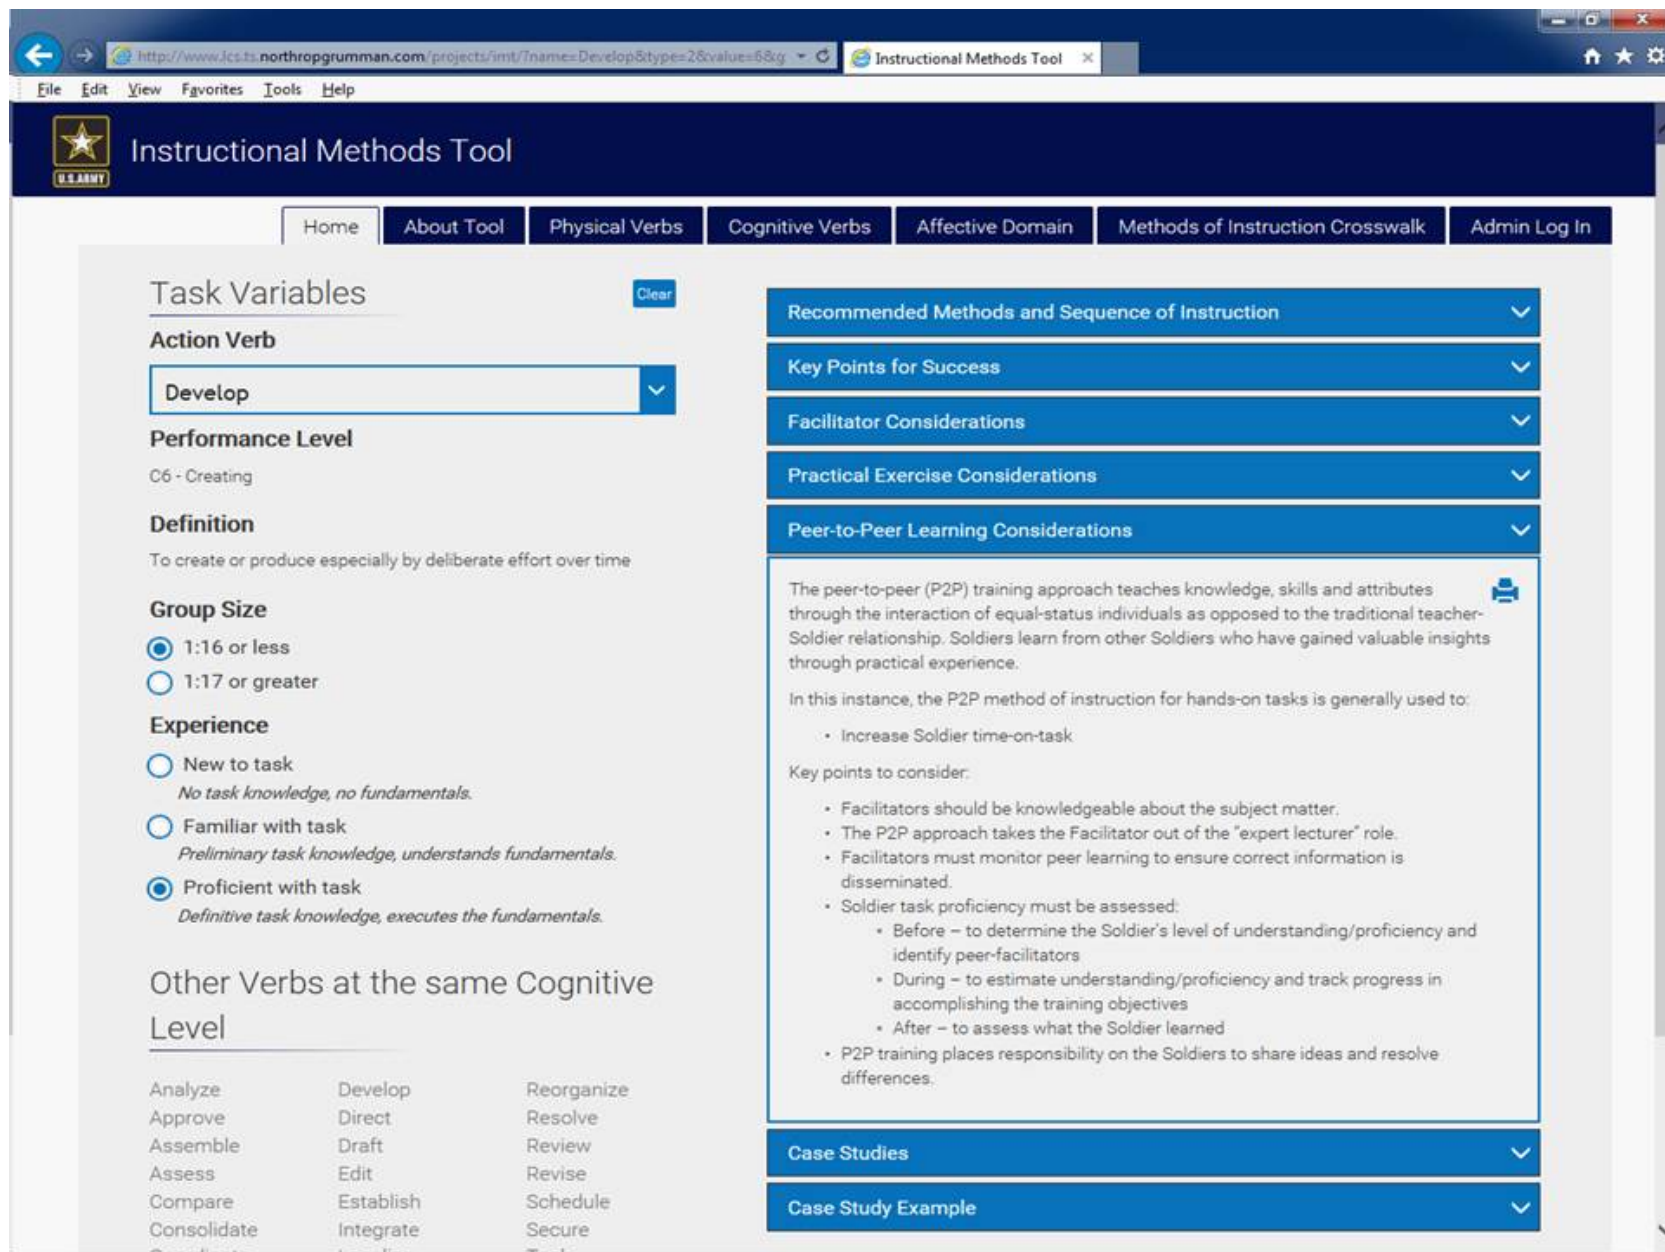 http://www.lcs.ts.northropgrumman.com/projects/imt/?name=Develop&type=2&value=6&g
Instructional Methods Tool
File Edit View Favorites Tools Help
U.S.ARMY
Instructional Methods Tool
Home About Tool Physical Verbs Cognitive Verbs Affective Domain Methods of Instruction Crosswalk Admin Log In
Task Variables
Clear
Action Verb
Develop
Performance Level
C6 - Creating
Definition
To create or produce especially by deliberate effort over time
Group Size
1:16 or less
1:17 or greater
Experience
New to task
No task knowledge, no fundamentals.
Familiar with task
Preliminary task knowledge, understands fundamentals.
Proficient with task
Definitive task knowledge, executes the fundamentals.
Other Verbs at the same Cognitive
Level
Analyze Develop Reorganize
Approve Direct Resolve
Assemble Draft Review
Assess Edit Revise
Compare Establish Schedule
Consolidate Integrate Secure
Recommended Methods and Sequence of Instruction
Key Points for Success
Facilitator Considerations
Practical Exercise Considerations
Peer-to-Peer Learning Considerations
The peer-to-peer (P2P) training approach teaches knowledge, skills and attributes
through the interaction of equal-status individuals as opposed to the traditional teacher-
Soldier relationship. Soldiers learn from other Soldiers who have gained valuable insights
through practical experience.
In this instance, the P2P method of instruction for hands-on tasks is generally used to:
• Increase Soldier time-on-task
Key points to consider:
• Facilitators should be knowledgeable about the subject matter.
• The P2P approach takes the Facilitator out of the "expert lecturer" role.
• Facilitators must monitor peer learning to ensure correct information is
disseminated.
• Soldier task proficiency must be assessed:
• Before – to determine the Soldier's level of understanding/proficiency and
identify peer-facilitators
• During – to estimate understanding/proficiency and track progress in
accomplishing the training objectives
• After – to assess what the Soldier learned
• P2P training places responsibility on the Soldiers to share ideas and resolve
differences.
Case Studies
Case Study Example